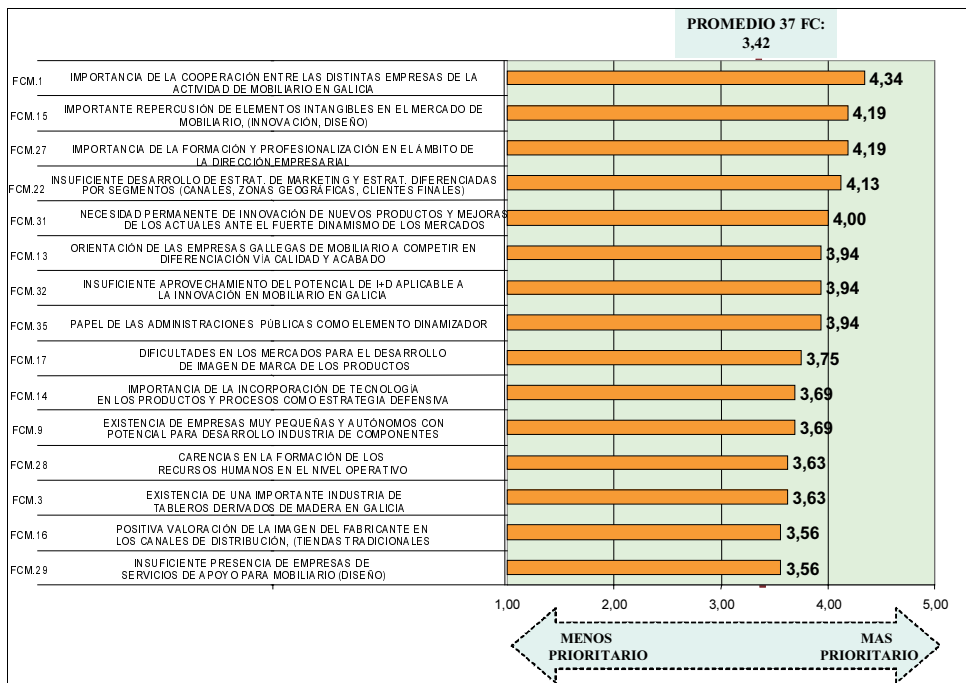 PROMEDIO 37 FC:
3,42
FCM.1
IMPORTANCIA DE LA COOPERACIÓN ENTRE LAS DISTINTAS EMPRESAS DE LA
ACTIVIDAD DE MOBILIARIO EN GALICIA
4,34
FCM.15
IMPORTANTE REPERCUSIÓN DE ELEMENTOS INTANGIBLES EN EL MERCADO DE
MOBILIARIO, (INNOVACIÓN, DISEÑO)
4,19
FCM.27
IMPORTANCIA DE LA FORMACIÓN Y PROFESIONALIZACIÓN EN EL ÁMBITO DE
LA DIRECCIÓN EMPRESARIAL
4,19
FCM.22
INSUFICIENTE DESARROLLO DE ESTRAT. DE MARKETING Y ESTRAT. DIFERENCIADAS
POR SEGMENTOS (CANALES, ZONAS GEOGRÁFICAS, CLIENTES FINALES)
4,13
FCM.31
NECESIDAD PERMANENTE DE INNOVACIÓN DE NUEVOS PRODUCTOS Y MEJORAS
DE LOS ACTUALES ANTE EL FUERTE DINAMISMO DE LOS MERCADOS
4,00
FCM.13
ORIENTACIÓN DE LAS EMPRESAS GALLEGAS DE MOBILIARIO A COMPETIR EN
DIFERENCIACIÓN VÍA CALIDAD Y ACABADO
3,94
FCM.32
INSUFICIENTE APROVECHAMIENTO DEL POTENCIAL DE I+D APLICABLE A
LA INNOVACIÓN EN MOBILIARIO EN GALICIA
3,94
FCM.35
PAPEL DE LAS ADMINISTRACIONES PÚBLICAS COMO ELEMENTO DINAMIZADOR
3,94
FCM.17
DIFICULTADES EN LOS MERCADOS PARA EL DESARROLLO
DE IMAGEN DE MARCA DE LOS PRODUCTOS
3,75
FCM.14
IMPORTANCIA DE LA INCORPORACIÓN DE TECNOLOGÍA
EN LOS PRODUCTOS Y PROCESOS COMO ESTRATEGIA DEFENSIVA
3,69
FCM.9
EXISTENCIA DE EMPRESAS MUY PEQUEÑAS Y AUTÓNOMOS CON
POTENCIAL PARA DESARROLLO INDUSTRIA DE COMPONENTES
3,69
FCM.28
CARENCIAS EN LA FORMACIÓN DE LOS
RECURSOS HUMANOS EN EL NIVEL OPERATIVO
3,63
FCM.3
EXISTENCIA DE UNA IMPORTANTE INDUSTRIA DE
TABLEROS DERIVADOS DE MADERA EN GALICIA
3,63
FCM.16
POSITIVA VALORACIÓN DE LA IMAGEN DEL FABRICANTE EN
LOS CANALES DE DISTRIBUCIÓN, (TIENDAS TRADICIONALES
3,56
FCM.29
INSUFICIENTE PRESENCIA DE EMPRESAS DE
SERVICIOS DE APOYO PARA MOBILIARIO (DISEÑO)
3,56
1,00 2,00 3,00 4,00 5,00
MENOS
PRIORITARIO
MAS
PRIORITARIO